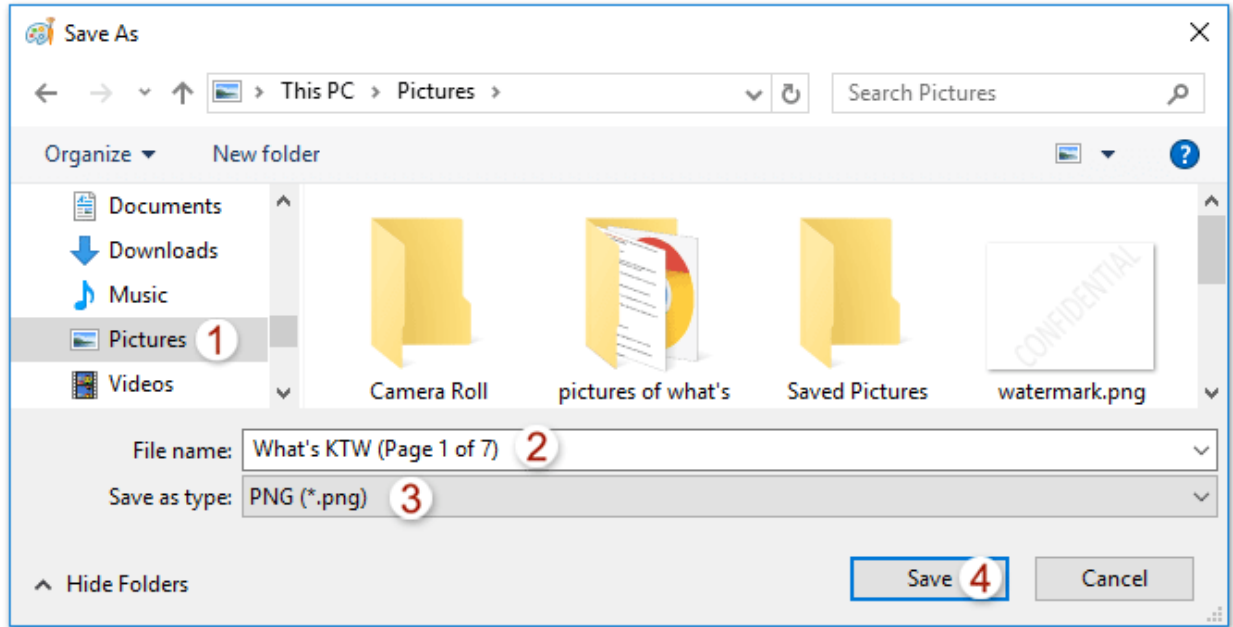 Save As
This PC > Pictures >
Search Pictures
Organize
New folder
?
Documents
Downloads
Music
Pictures 1
Videos
CONFIDENTIAL
Camera Roll
pictures of what's
Saved Pictures
watermark.png
File name: What's KTW (Page 1 of 7) 2
Save as type: PNG (*.png) 3
Hide Folders
Save 4
Cancel